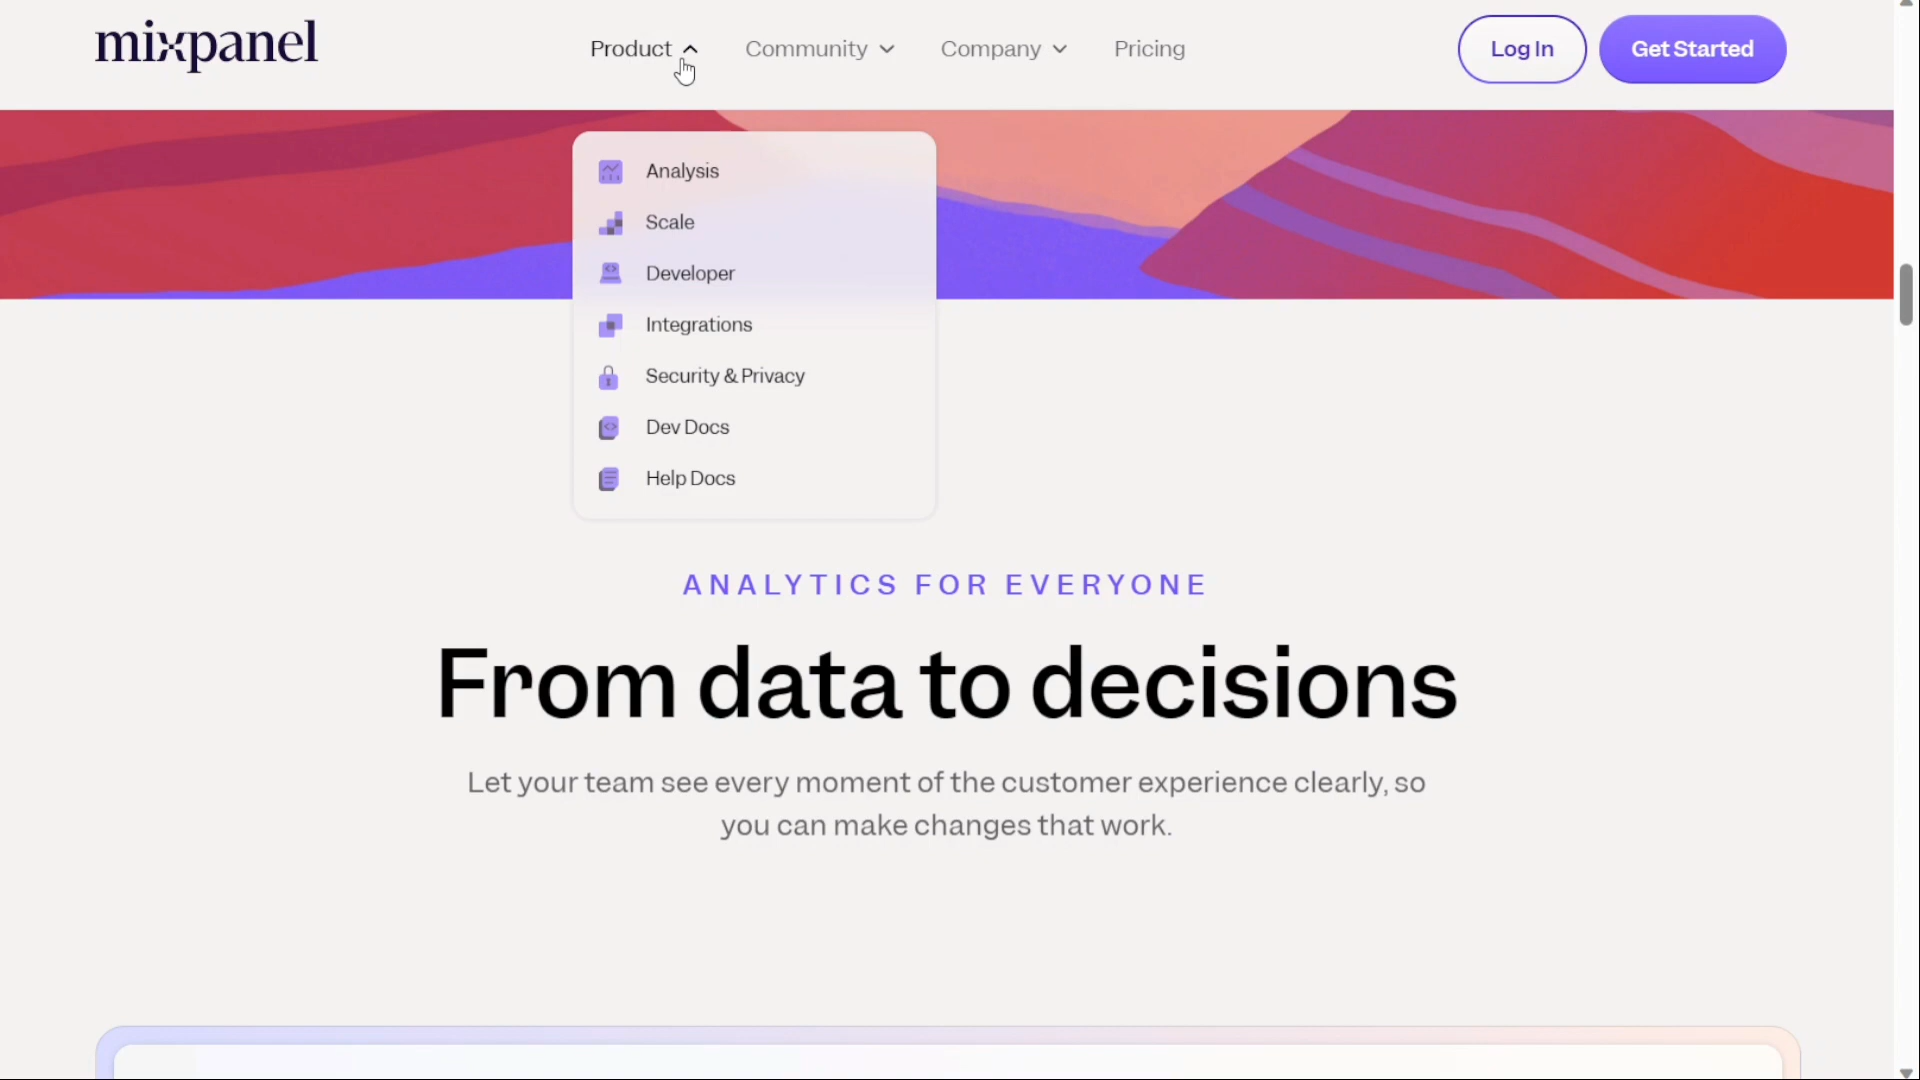 mixpanel
Product
Community
Company
Pricing
Log In
Get Started
Analysis
Scale
Developer
Integrations
Security & Privacy
Dev Docs
Help Docs
ANALYTICS FOR EVERYONE
From data to decisions
Let your team see every moment of the customer experience clearly, so
you can make changes that work.